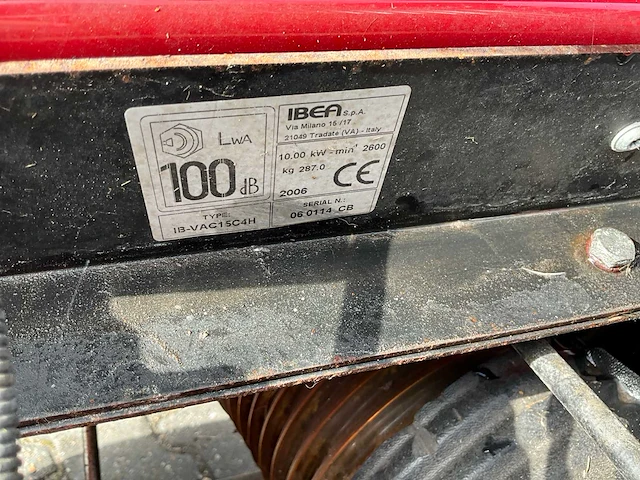 LWA
100 dB
TYPE:
IB-VAC15C4H
IBEA S.p.A.
Via Milano 15 /17
21049 Tradate (VA) - Italy
10.00 kW - min⁻¹ 2600
kg 287.0
CE
2006
SERIAL N.:
06 0114 CB